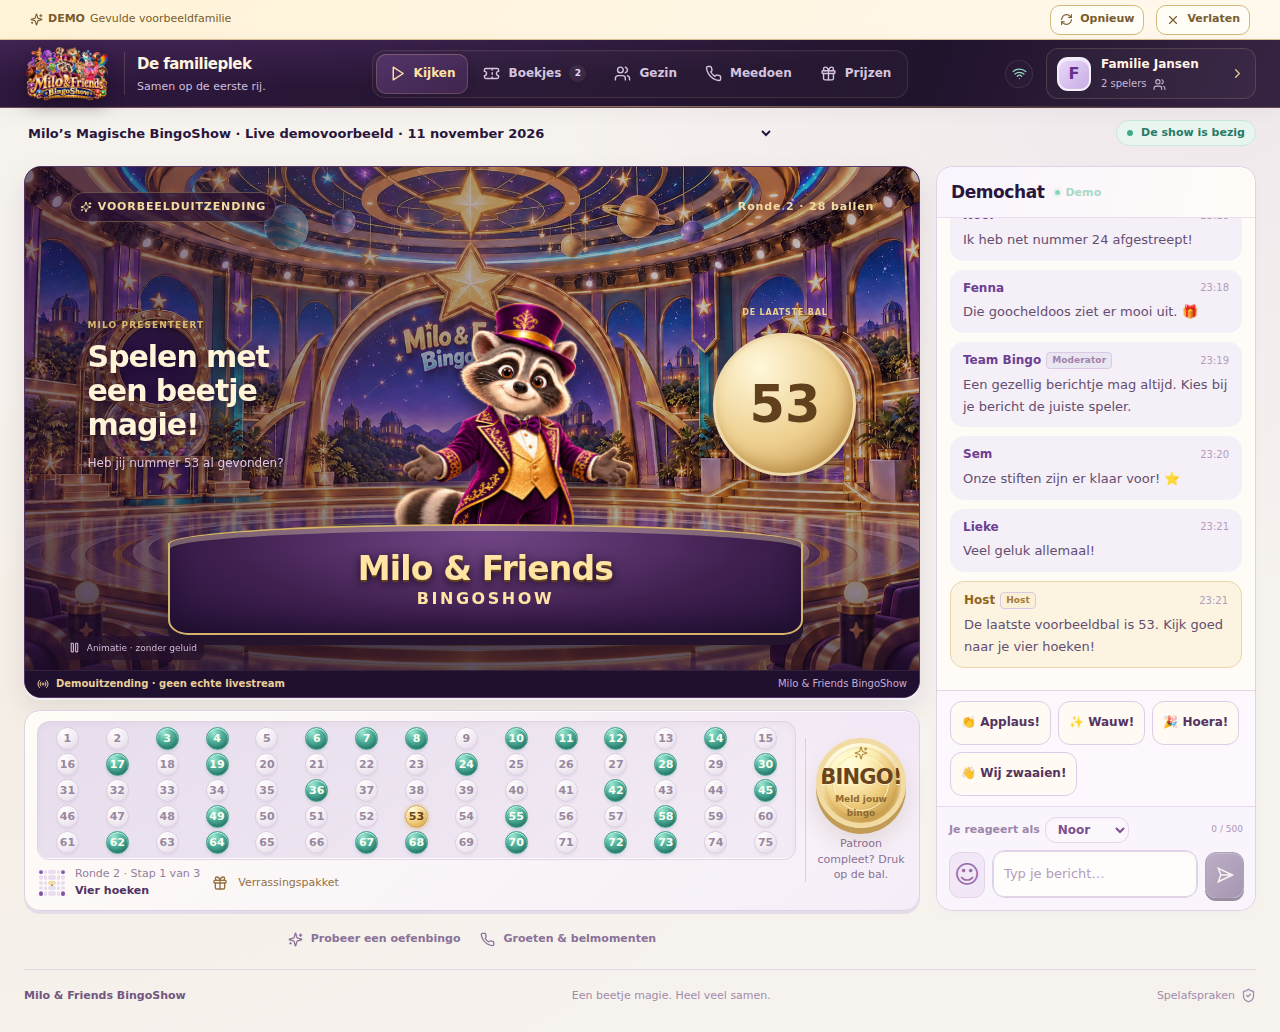 DEMO Gevulde voorbeeldfamilie
Opnieuw
Verlaten
Milo & Friends
BingoShow
De familieplek
Samen op de eerste rij.
Kijken
Boekjes 2
Gezin
Meedoen
Prijzen
F
Familie Jansen
2 spelers
Milo’s Magische BingoShow · Live demovoorbeeld · 11 november 2026
De show is bezig
VOORBEELDUITZENDING
Ronde 2 · 28 ballen
MILO PRESENTEERT
Spelen met
een beetje
magie!
Heb jij nummer 53 al gevonden?
Milo & F
Bingo
DE LAATSTE BAL
53
Milo & Friends
BINGOSHOW
Animatie · zonder geluid
Demouitzending · geen echte livestream
Milo & Friends BingoShow
1 2 3 4 5 6 7 8 9 10 11 12 13 14 15
16 17 18 19 20 21 22 23 24 25 26 27 28 29 30
31 32 33 34 35 36 37 38 39 40 41 42 43 44 45
46 47 48 49 50 51 52 53 54 55 56 57 58 59 60
61 62 63 64 65 66 67 68 69 70 71 72 73 74 75
Ronde 2 · Stap 1 van 3
Vier hoeken
Verrassingspakket
BINGO!
Meld jouw
bingo
Patroon
compleet? Druk
op de bal.
Demochat Demo
Ik heb net nummer 24 afgestreept!
Fenna 23:18
Die goocheldoos ziet er mooi uit. 🎁
Team Bingo Moderator 23:19
Een gezellig berichtje mag altijd. Kies bij
je bericht de juiste speler.
Sem 23:20
Onze stiften zijn er klaar voor! ⭐
Lieke 23:21
Veel geluk allemaal!
Host Host 23:21
De laatste voorbeeldbal is 53. Kijk goed
naar je vier hoeken!
👏 Applaus!
✨ Wauw!
🎉 Hoera!
👋 Wij zwaaien!
Je reageert als Noor 0 / 500
Typ je bericht…
Probeer een oefenbingo
Groeten & belmomenten
Milo & Friends BingoShow
Een beetje magie. Heel veel samen.
Spelafspraken